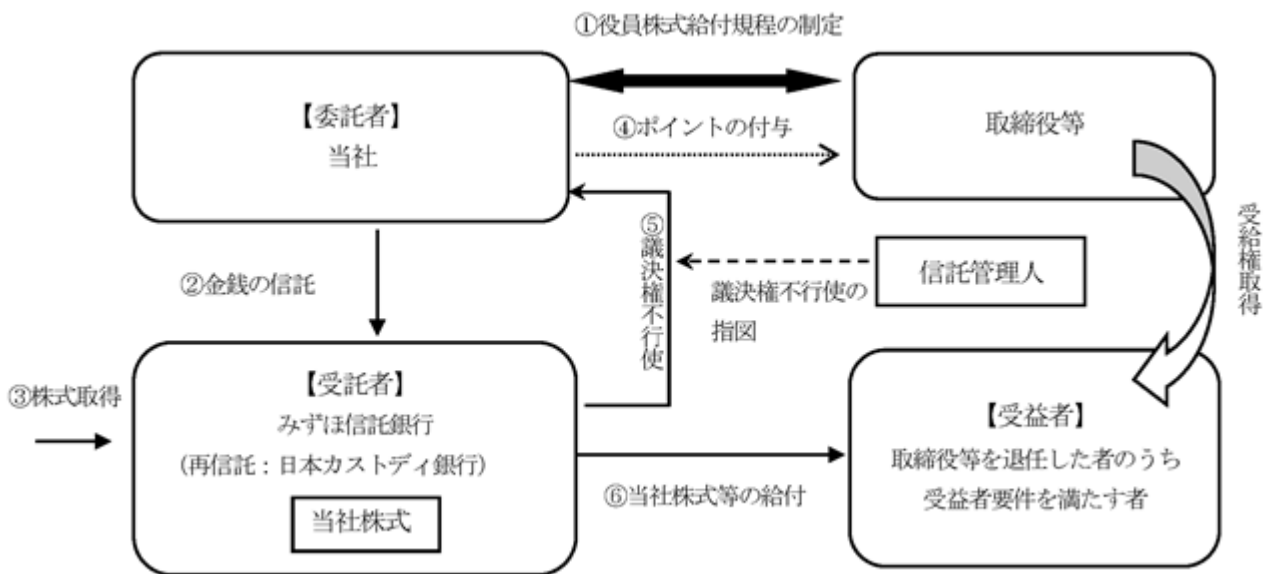 ①役員株式給付規程の制定
【委託者】
当社
④ポイントの付与
取締役等
②金銭の信託
⑤議決権不行使
議決権不行使の
指図
信託管理人
受給権取得
③株式取得
【受託者】
みずほ信託銀行
(再信託:日本カストディ銀行)
当社株式
⑥当社株式等の給付
【受益者】
取締役等を退任した者のうち
受益者要件を満たす者